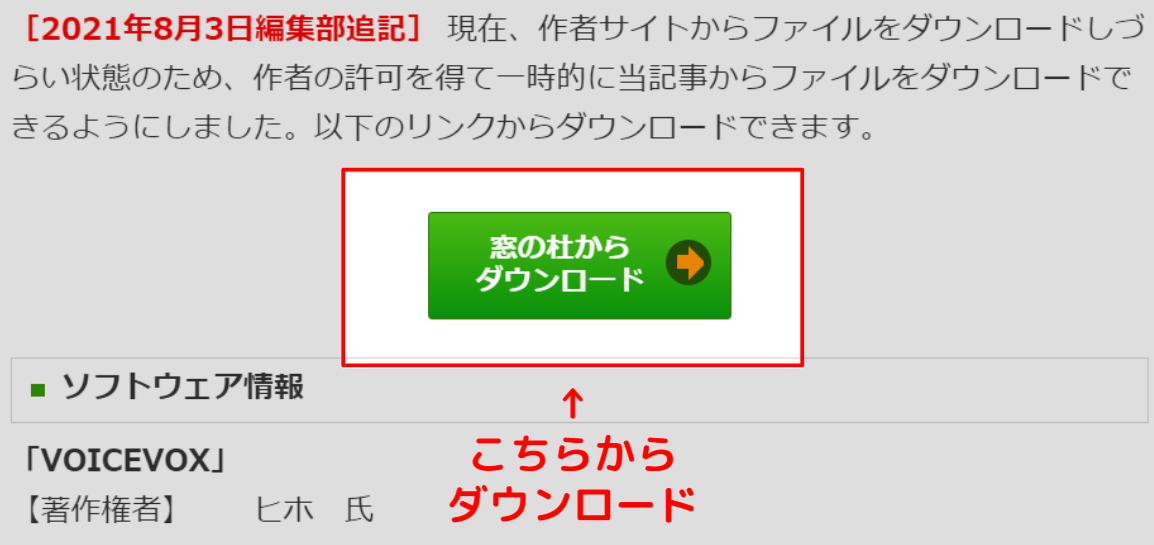 ［2021年8月3日編集部追記］ 現在、作者サイトからファイルをダウンロードしづ
らい状態のため、作者の許可を得て一時的に当記事からファイルをダウンロードで
きるようにしました。以下のリンクからダウンロードできます。
窓の杜から
ダウンロード
ソフトウェア情報
↑
こちらから
ダウンロード
「VOICEVOX」
【著作権者】 ヒホ 氏